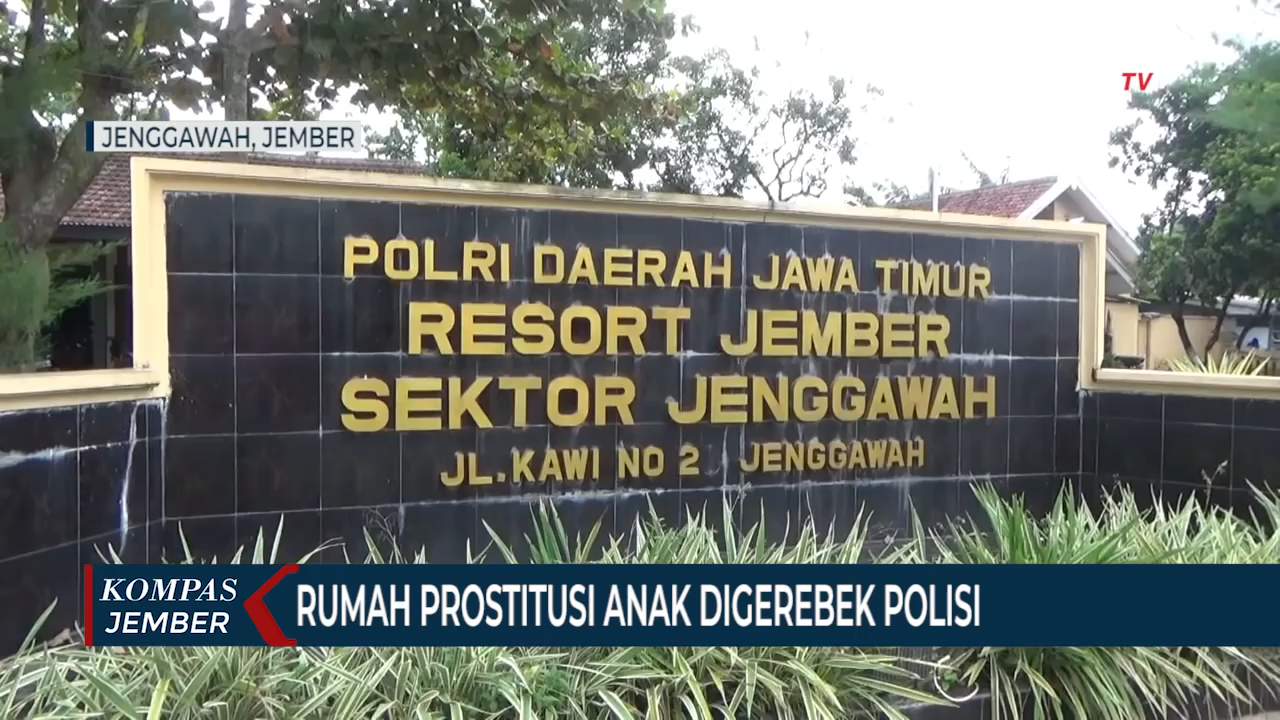 TV
JENGGAWAH, JEMBER
POLRI DAERAH JAWA TIMUR
RESORT JEMBER
SEKTOR JENGGAWAH
JL.KAWI NO 2 JENGGAWAH
KOMPAS
JEMBER
RUMAH PROSTITUSI ANAK DIGEREBEK POLISI